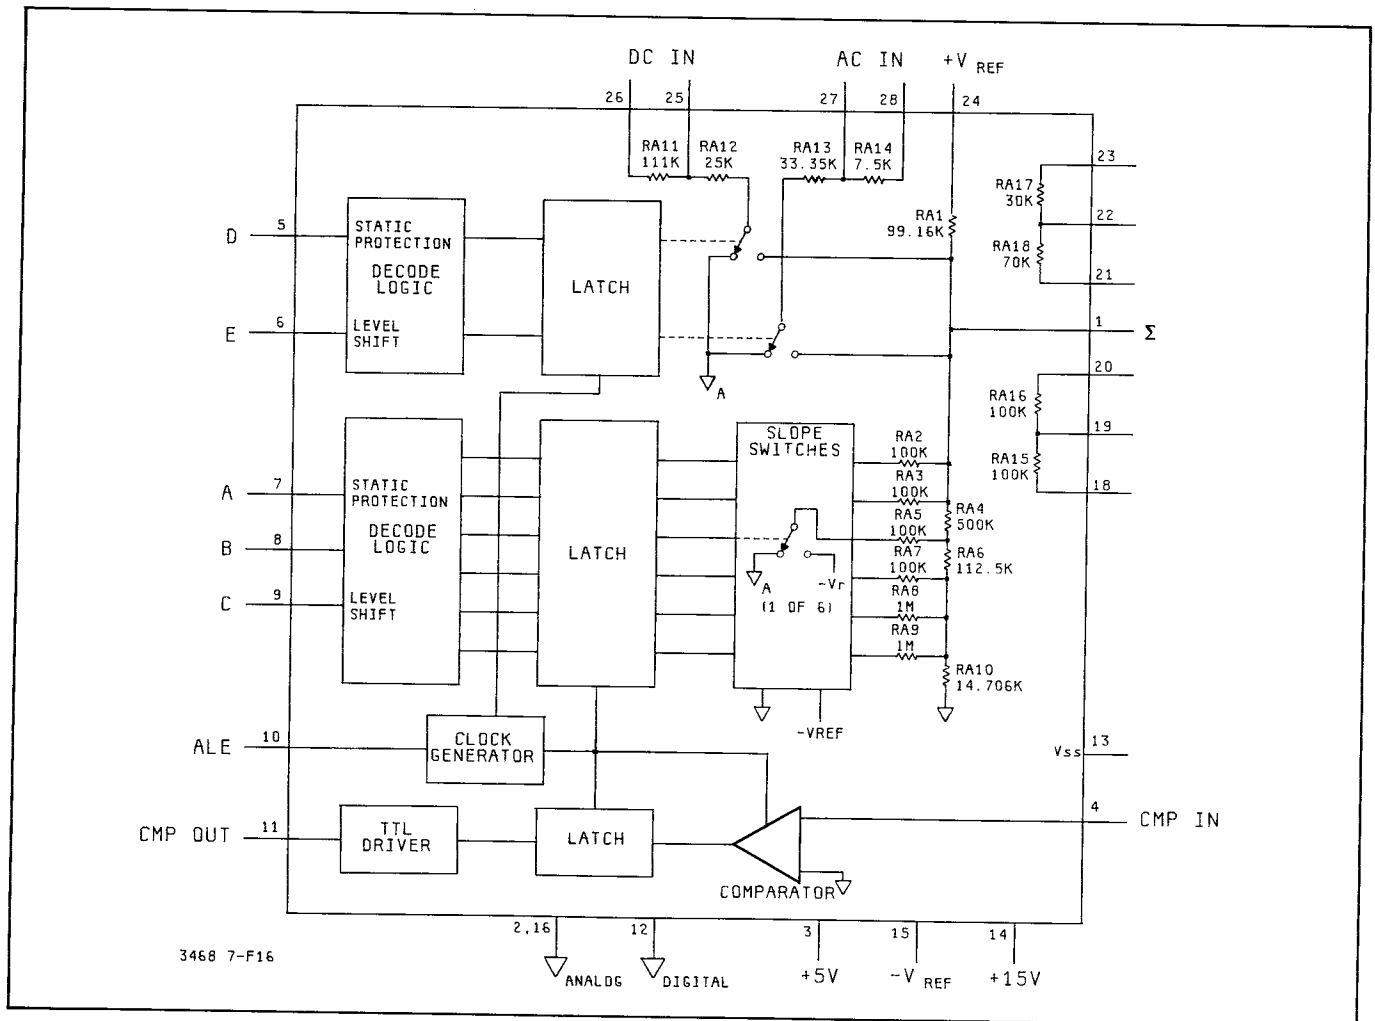 DC IN
AC IN
+V REF
26
25
27
28
24
RA11
111K
RA12
25K
RA13
33.35K
RA14
7.5K
23
RA17
30K
22
RA1
99.16K
RA18
70K
21
D
5
STATIC
PROTECTION
DECODE
LOGIC
LATCH
E
6
LEVEL
SHIFT
1
Σ
A
20
RA16
100K
19
RA15
100K
18
SLOPE
SWITCHES
RA2
100K
RA3
100K
RA4
500K
RA5
100K
RA6
112.5K
RA7
100K
RA8
1M
RA9
1M
RA10
14.706K
A
7
STATIC
PROTECTION
DECODE
LOGIC
B
8
LATCH
A
-Vr
(1 OF 6)
C
9
LEVEL
SHIFT
-VREF
ALE
10
CLOCK
GENERATOR
Vss
13
4
CMP IN
CMP OUT
11
TTL
DRIVER
LATCH
COMPARATOR
2,16
12
3
15
14
ANALOG
DIGITAL
+5V
-V REF
+15V
3468 7-F16